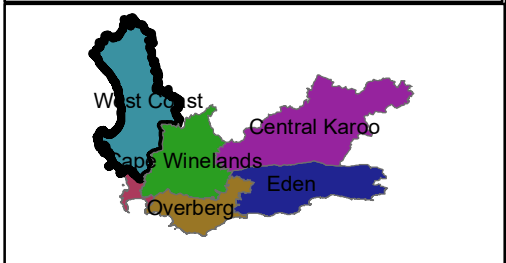 West Coast
Central Karoo
Cape Winelands
Eden
Overberg